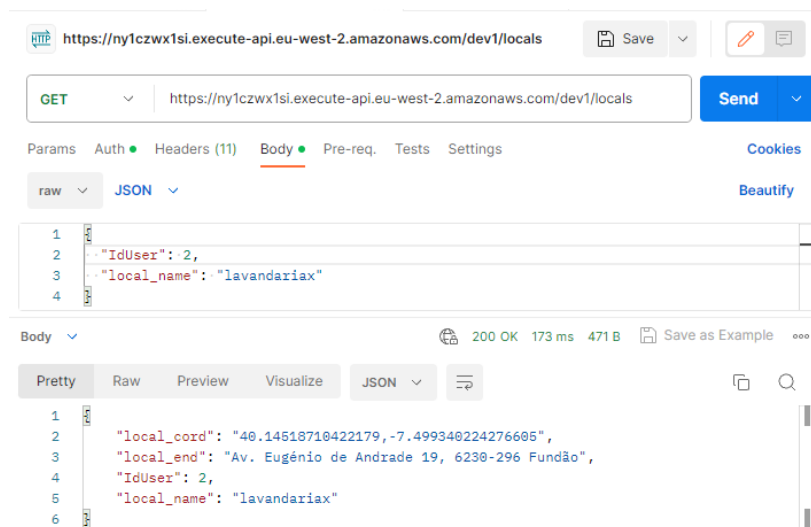 HTTP https://ny1czwx1si.execute-api.eu-west-2.amazonaws.com/dev1/locals Save
GET https://ny1czwx1si.execute-api.eu-west-2.amazonaws.com/dev1/locals Send
Params Auth Headers (11) Body Pre-req. Tests Settings Cookies
raw JSON Beautify
1 {
2 "IdUser": 2,
3 "local_name": "lavandariax"
4 }
Body 200 OK 173 ms 471 B Save as Example
Pretty Raw Preview Visualize JSON
1 {
2 "local_cord": "40.14518710422179,-7.499340224276605",
3 "local_end": "Av. Eugénio de Andrade 19, 6230-296 Fundão",
4 "IdUser": 2,
5 "local_name": "lavandariax"
6 }